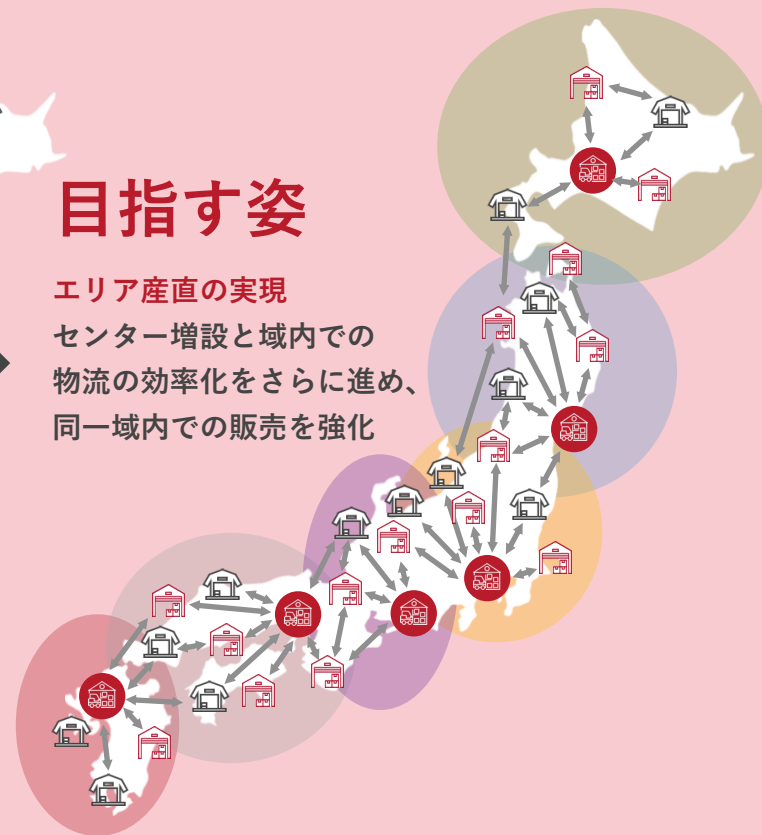 目指す姿
エリア産直の実現
センター増設と域内での
物流の効率化をさらに進め、
同一域内での販売を強化